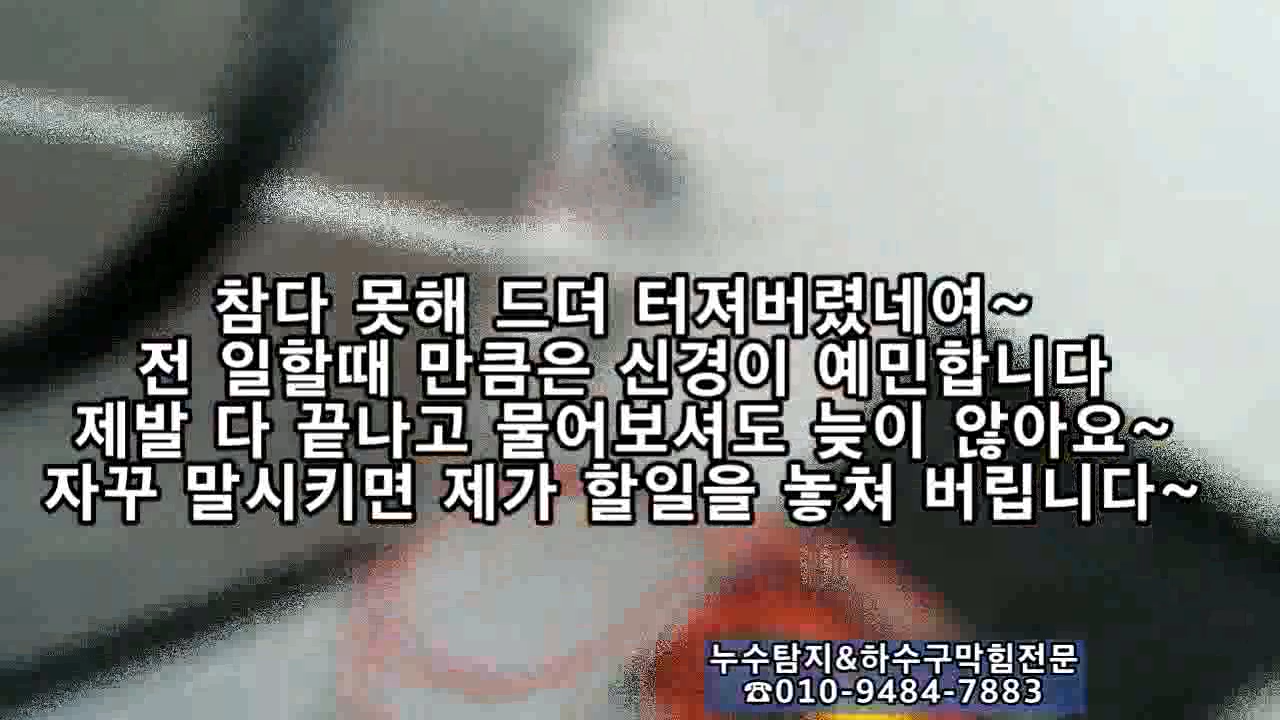 참다 못해 드뎌 터져버렸네여~
전 일할때 만큼은 신경이 예민합니다
제발 다 끝나고 물어보셔도 늦이 않아요~
자꾸 말시키면 제가 할일을 놓쳐 버립니다~
누수탐지&하수구막힘전문
☎010-9484-7883